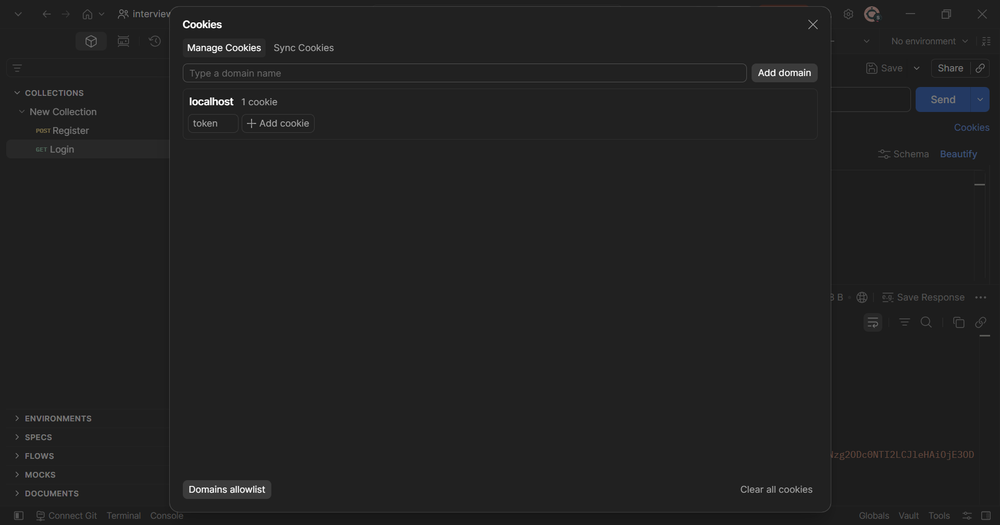 interview
Cookies
Manage Cookies
Sync Cookies
Type a domain name
Add domain
localhost 1 cookie
token
Add cookie
Domains allowlist
Clear all cookies
No environment
Save
Share
COLLECTIONS
New Collection
POST Register
GET Login
Send
Cookies
Schema
Beautify
B
e.g. Save Response
zg2ODc0NTI2LCJleHAiOjE3OD
ENVIRONMENTS
SPECS
FLOWS
MOCKS
DOCUMENTS
Connect Git
Terminal
Console
Globals
Vault
Tools